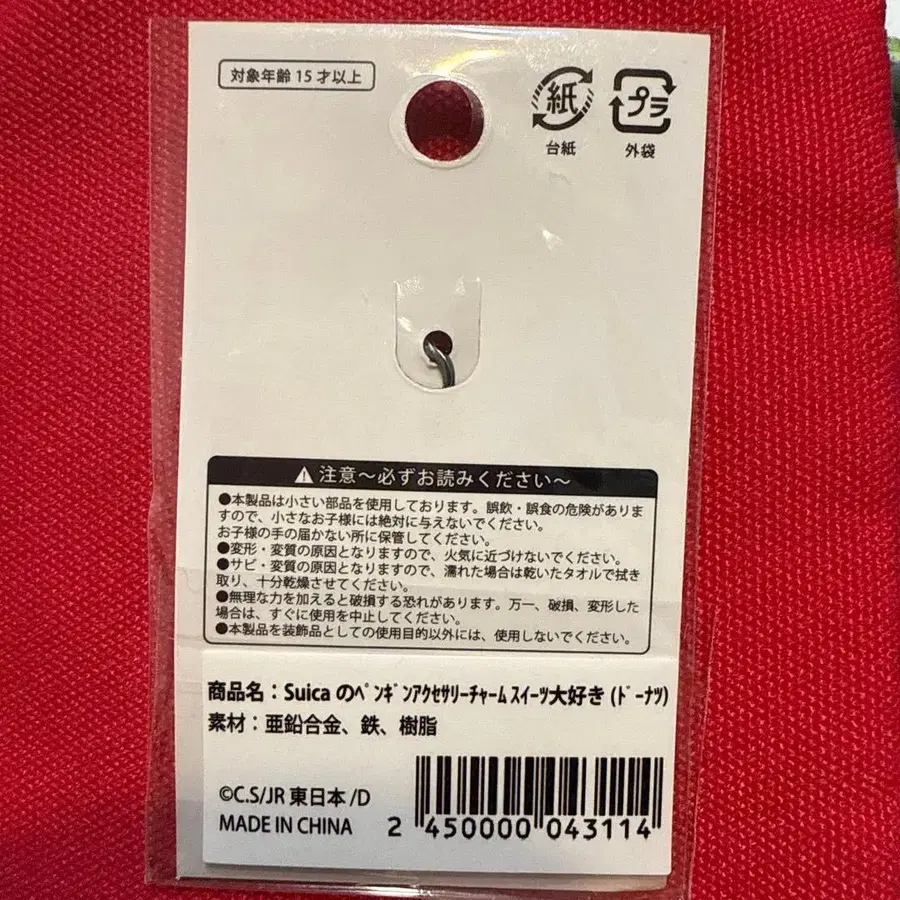 対象年齢 15 才以上
紙
プラ
台紙
外袋
注意～必ずお読みください～
●本製品は小さい部品を使用しております。誤飲・誤食の危険がありま
すので、小さなお子様には絶対に与えないでください。
お子様の手の届かない所に保管してください。
●変形・変質の原因となりますので、火気に近づけないでください。
●サビ・変質の原因となりますので、濡れた場合は乾いたタオルで拭き
取り、十分乾燥させてください。
●無理な力を加えると破損する恐れがあります。万一、破損、変形した
場合は、すぐに使用を中止してください。
●本製品を装飾品としての使用目的以外には、使用しないでください。
商品名：Suica のﾍﾟﾝｷﾞﾝアクセサリーチャーム スイーツ大好き (ﾄﾞｰﾅﾂ)
素材：亜鉛合金、鉄、樹脂
©C.S/JR 東日本 /D
MADE IN CHINA
2 450000 043114